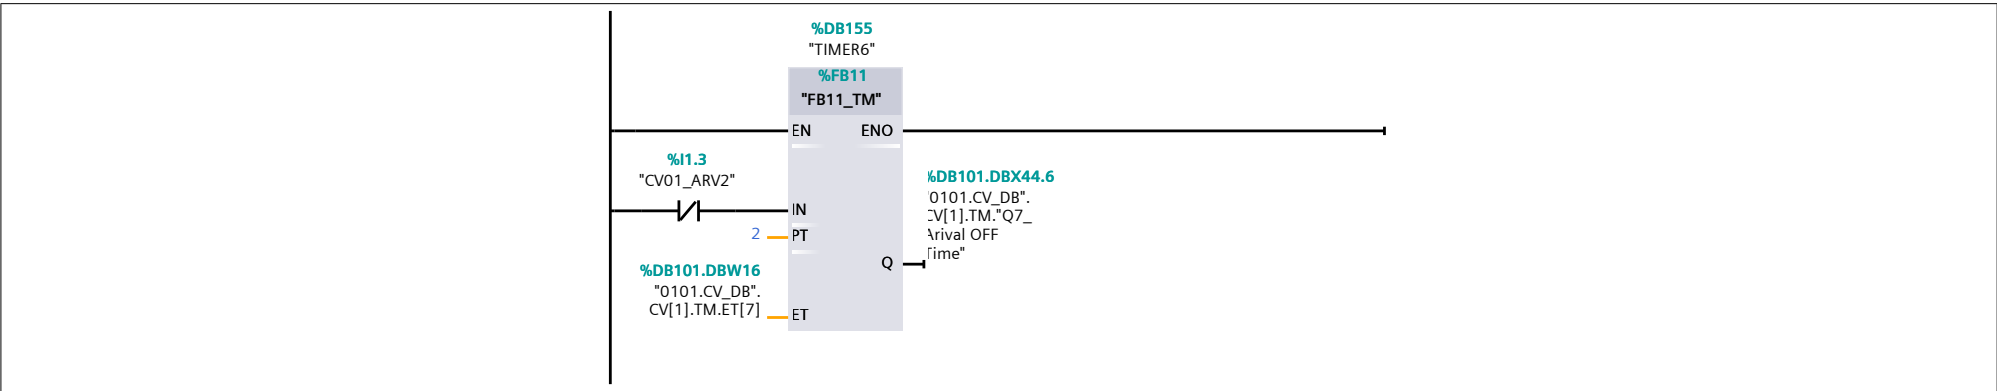 %DB155
"TIMER6"
%FB11
"FB11_TM"
EN ENO
%I1.3
"CV01_ARV2"
IN
2 PT
%DB101.DBX44.6
"0101.CV_DB".
CV[1].TM."Q7_
Arival OFF
Time"
Q
%DB101.DBW16
"0101.CV_DB".
CV[1].TM.ET[7]
ET